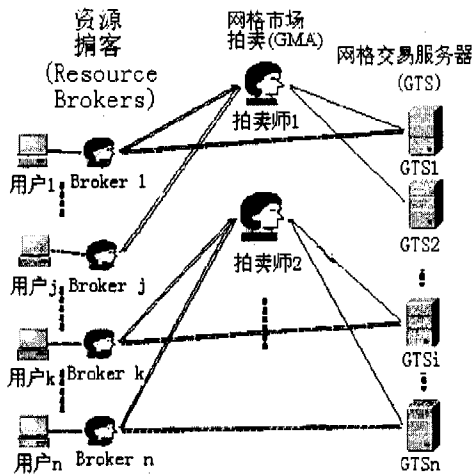 资源
掮客
(Resource
Brokers)
网格市场
拍卖(GMA)
网格交易服务器
(GTS)
拍卖师1
GTS1
用户1
Broker 1
拍卖师2
GTS2
用户j
Broker j
GTSi
用户k
Broker k
用户n
Broker n
GTSn